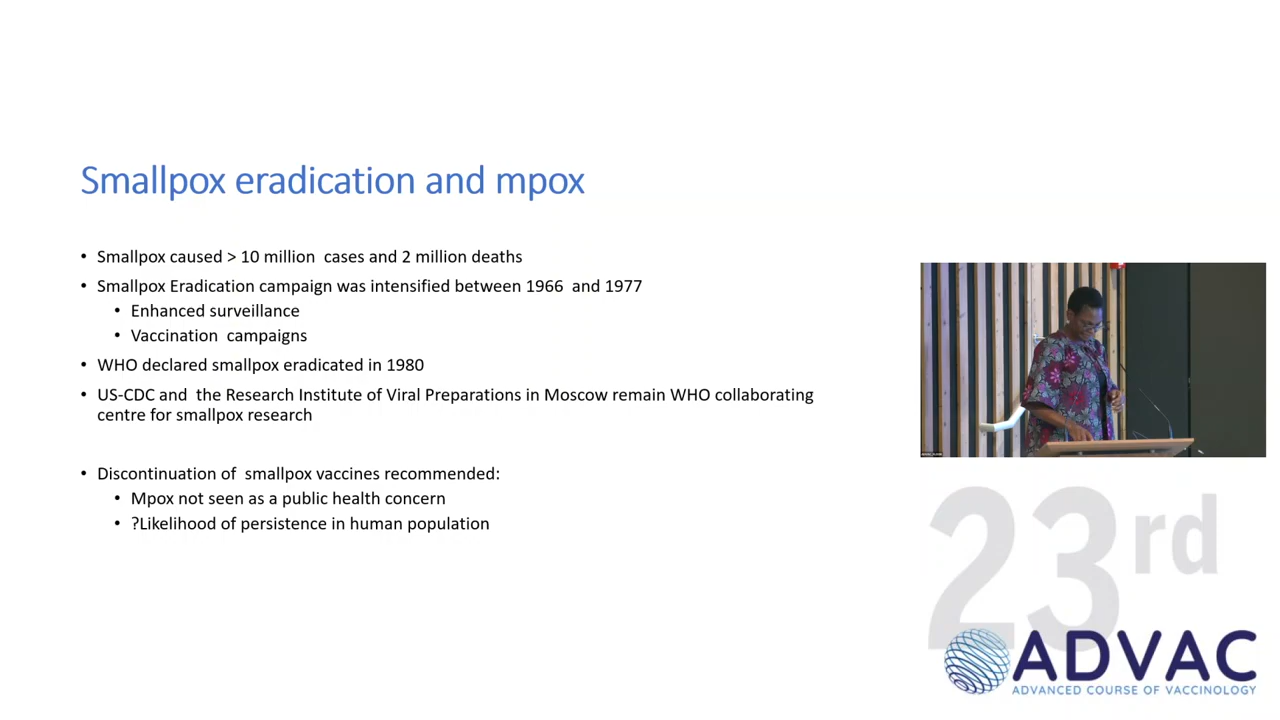 Smallpox eradication and mpox
• Smallpox caused > 10 million cases and 2 million deaths
• Smallpox Eradication campaign was intensified between 1966 and 1977
• Enhanced surveillance
• Vaccination campaigns
• WHO declared smallpox eradicated in 1980
• US-CDC and the Research Institute of Viral Preparations in Moscow remain WHO collaborating
centre for smallpox research
• Discontinuation of smallpox vaccines recommended:
• Mpox not seen as a public health concern
• ?Likelihood of persistence in human population
23rd
ADVAC
ADVANCED COURSE OF VACCINOLOGY